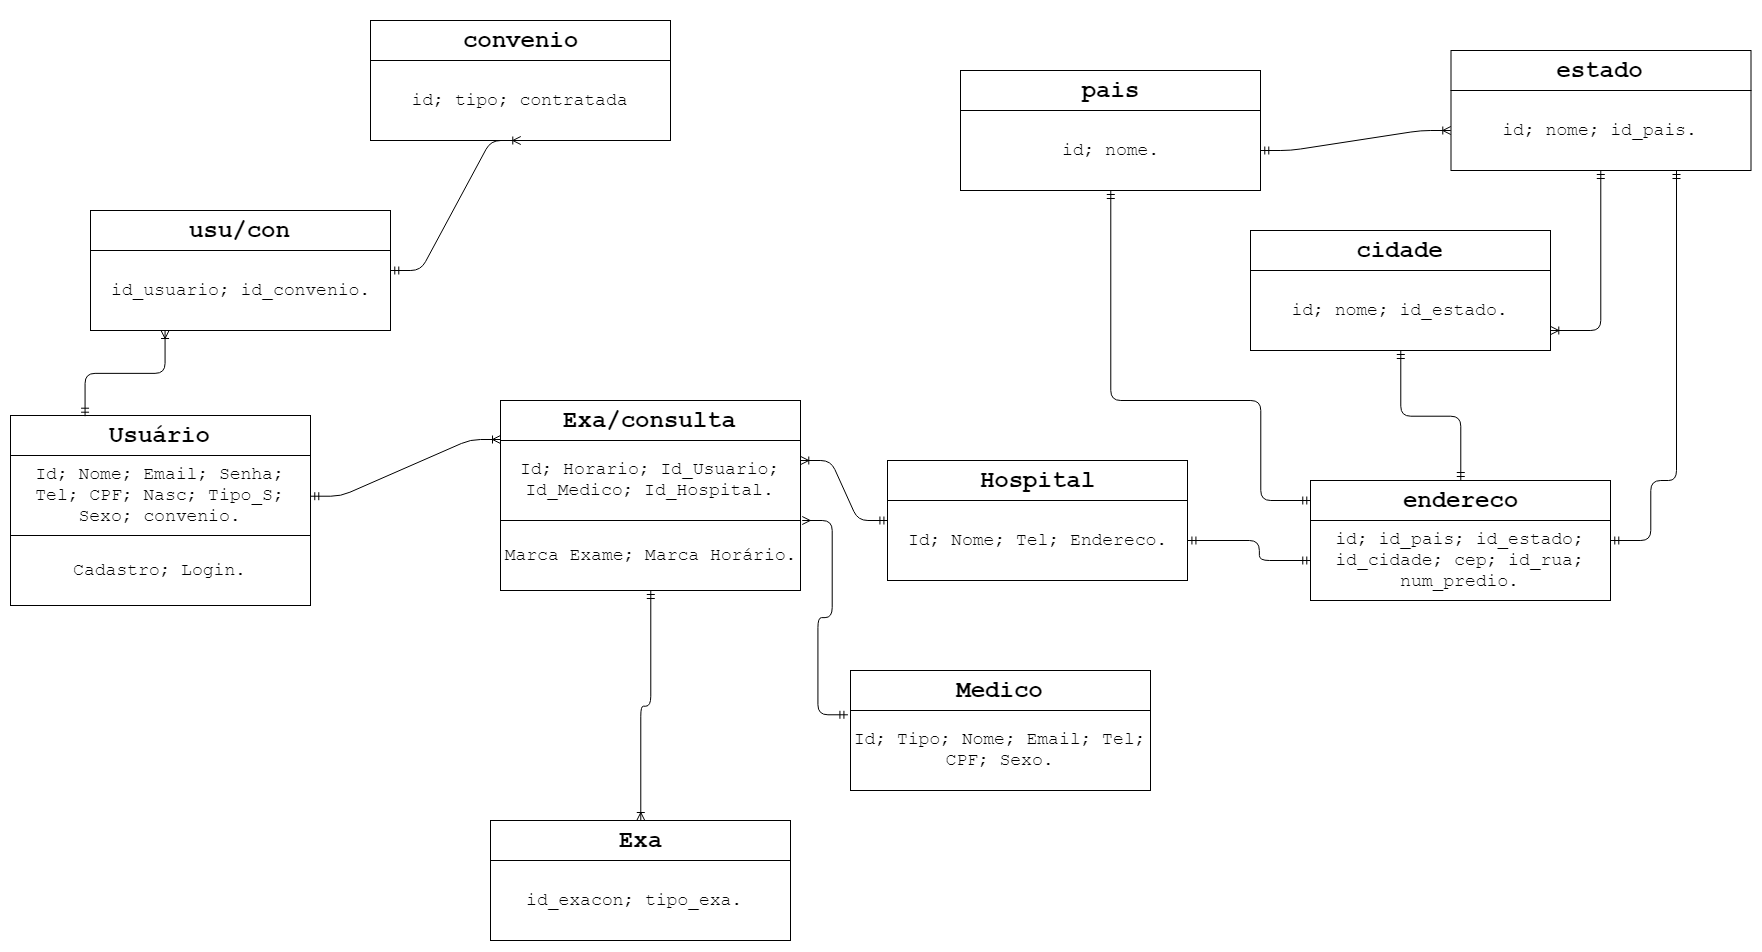 convenio
id; tipo; contratada
pais
id; nome.
estado
id; nome; id_pais.
usu/con
id_usuario; id_convenio.
cidade
id; nome; id_estado.
Usuário
Id; Nome; Email; Senha;
Tel; CPF; Nasc; Tipo_S;
Sexo; convenio.
Cadastro; Login.
Exa/consulta
Id; Horario; Id_Usuario;
Id_Medico; Id_Hospital.
Marca Exame; Marca Horário.
Hospital
Id; Nome; Tel; Endereco.
endereco
id; id_pais; id_estado;
id_cidade; cep; id_rua;
num_predio.
Medico
Id; Tipo; Nome; Email; Tel;
CPF; Sexo.
Exa
id_exacon; tipo_exa.